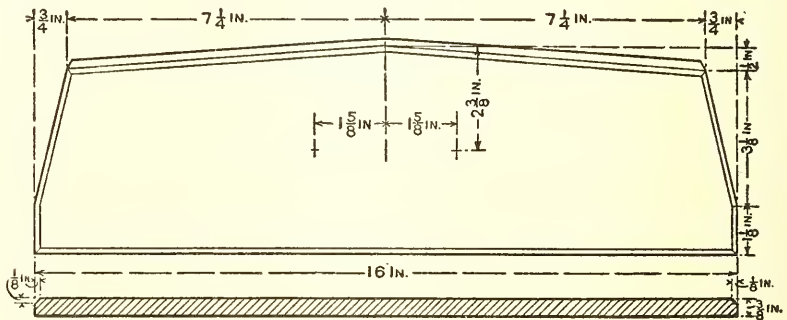 3/4 IN. 7 1/4 IN. 7 1/4 IN. 3/4 IN.
1/2 IN
2 3/8 IN.
1 5/8 IN 1 5/8 IN.
3 1/8 IN
1 1/8 IN.
16 IN.
1/8 1/8 IN.
3/8 IN.